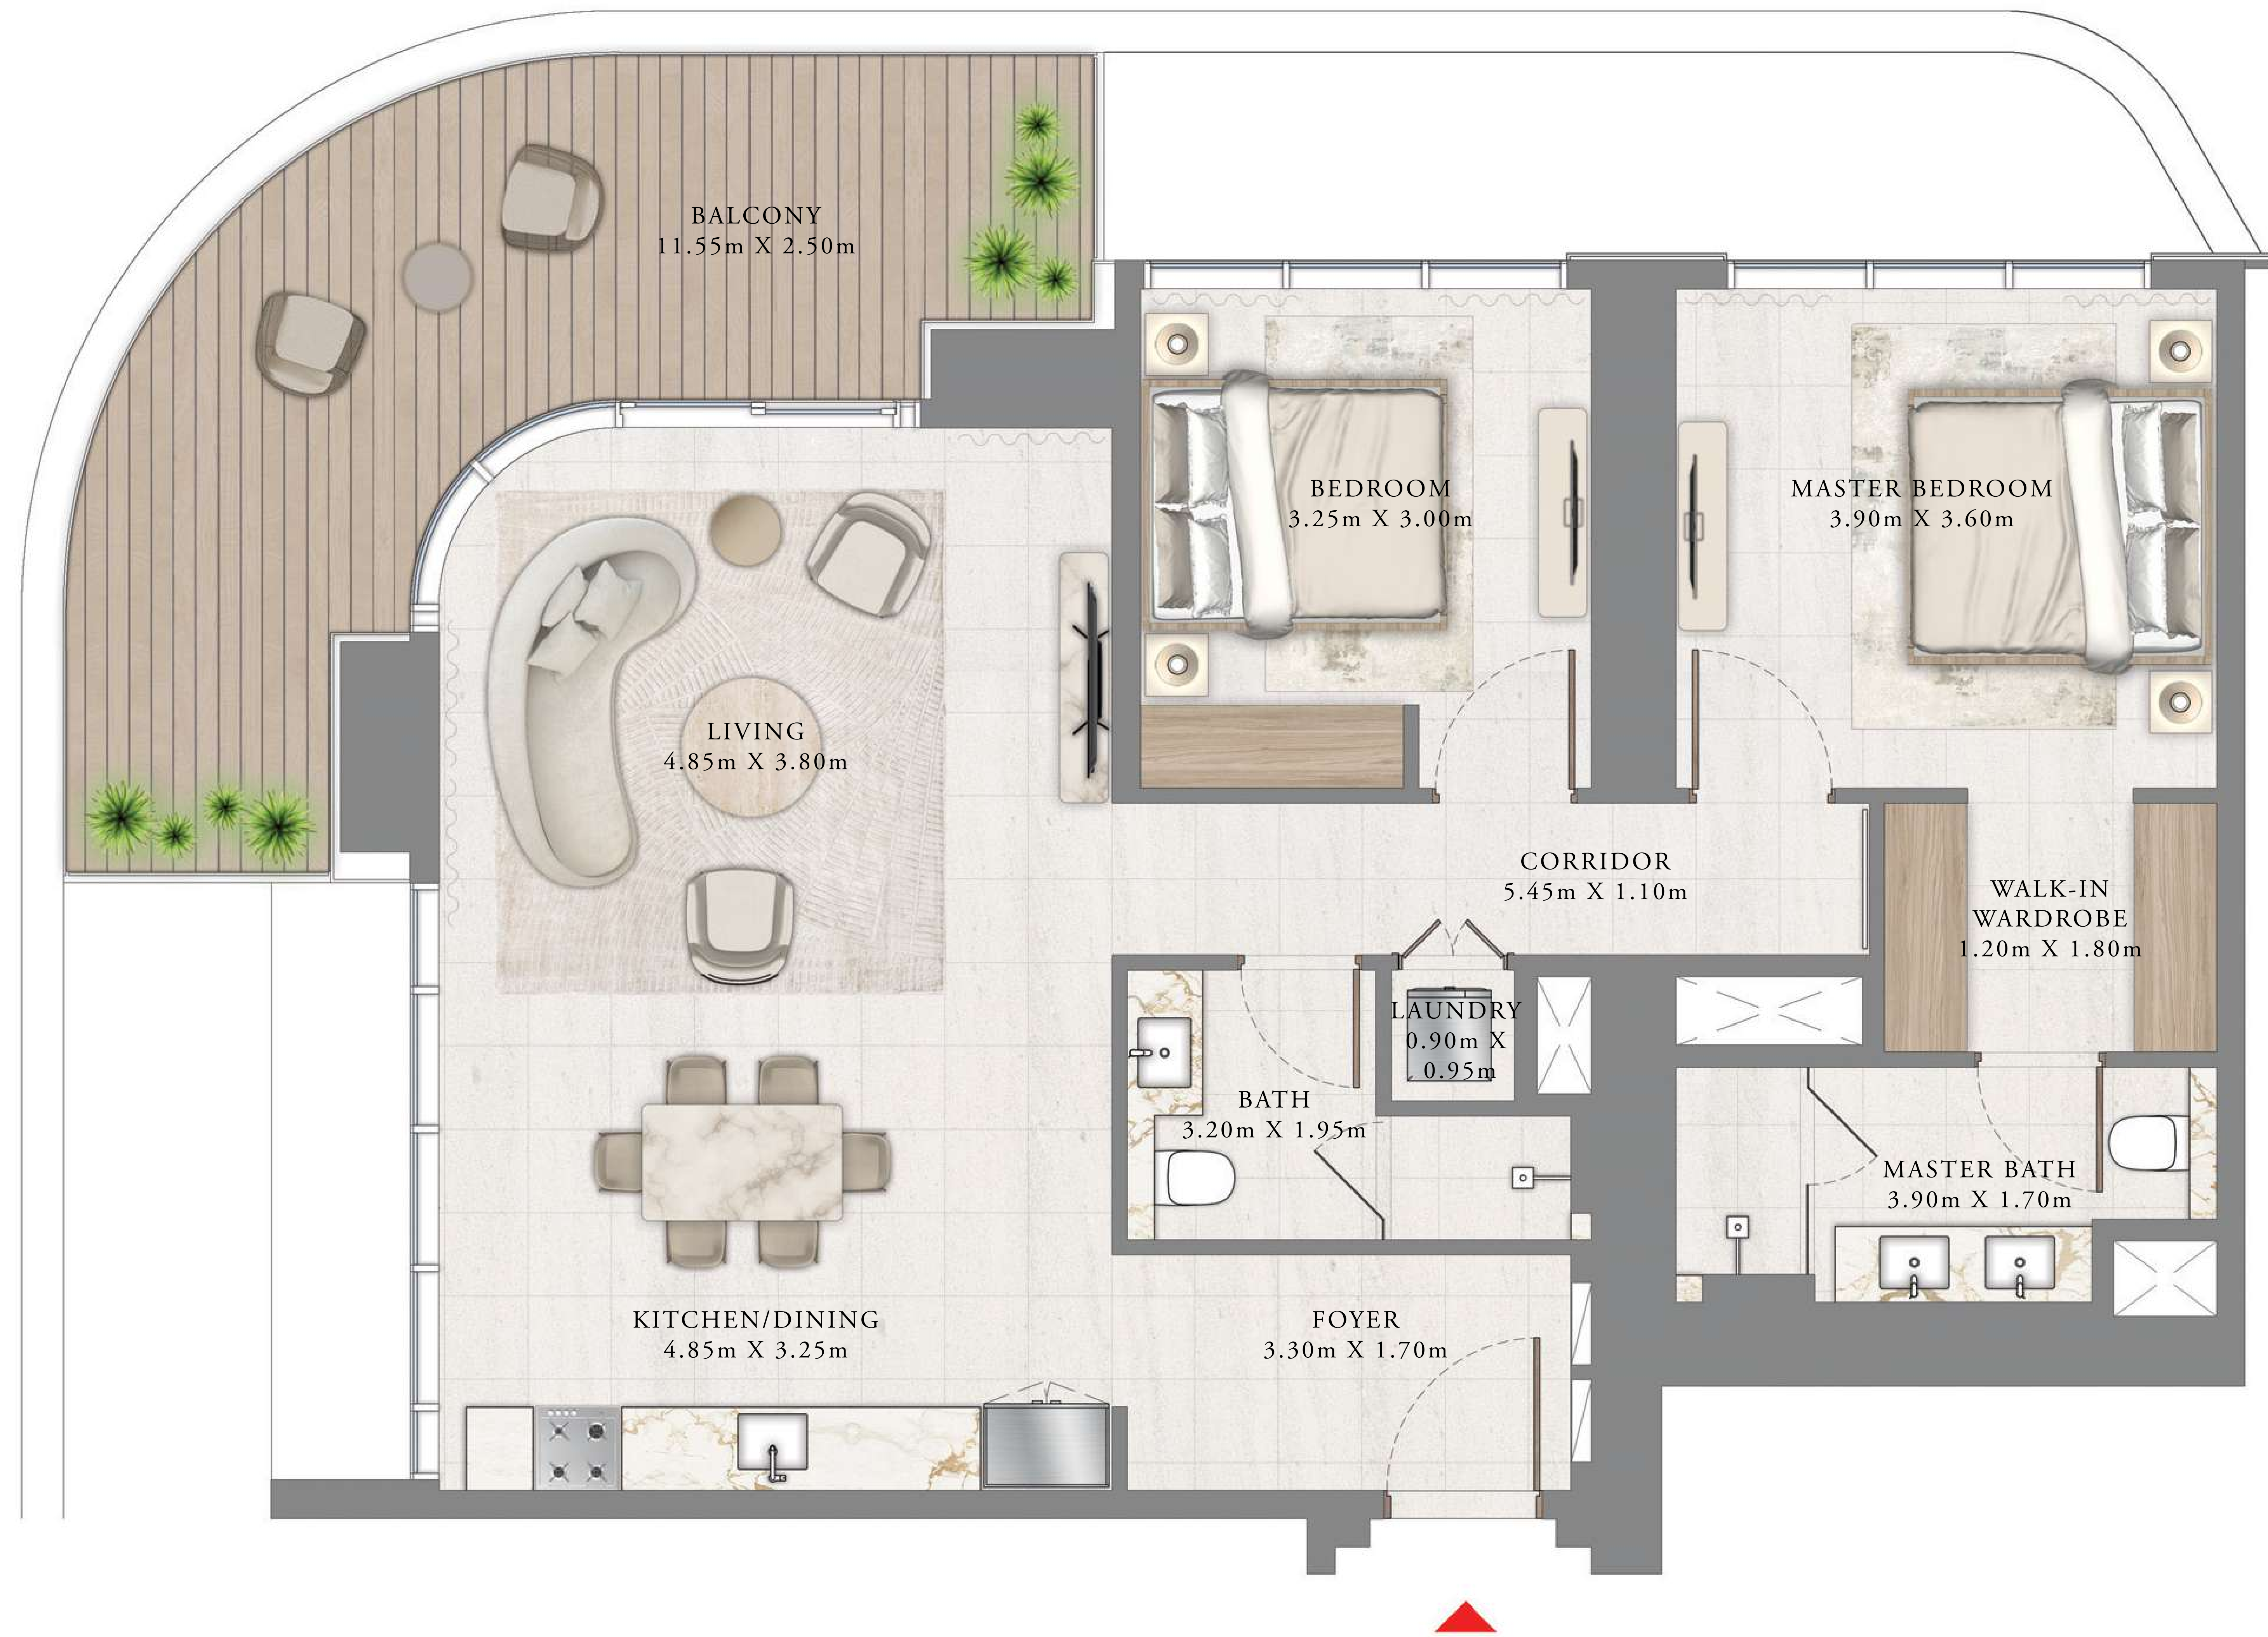 BALCONY
11.55m X 2.50m
BEDROOM
3.25m X 3.00m
MASTER BEDROOM
3.90m X 3.60m
LIVING
4.85m X 3.80m
CORRIDOR
5.45m X 1.10m
WALK-IN
WARDROBE
1.20m X 1.80m
LAUNDRY
0.90m X
0.95m
BATH
3.20m X 1.95m
MASTER BATH
3.90m X 1.70m
KITCHEN/DINING
4.85m X 3.25m
FOYER
3.30m X 1.70m